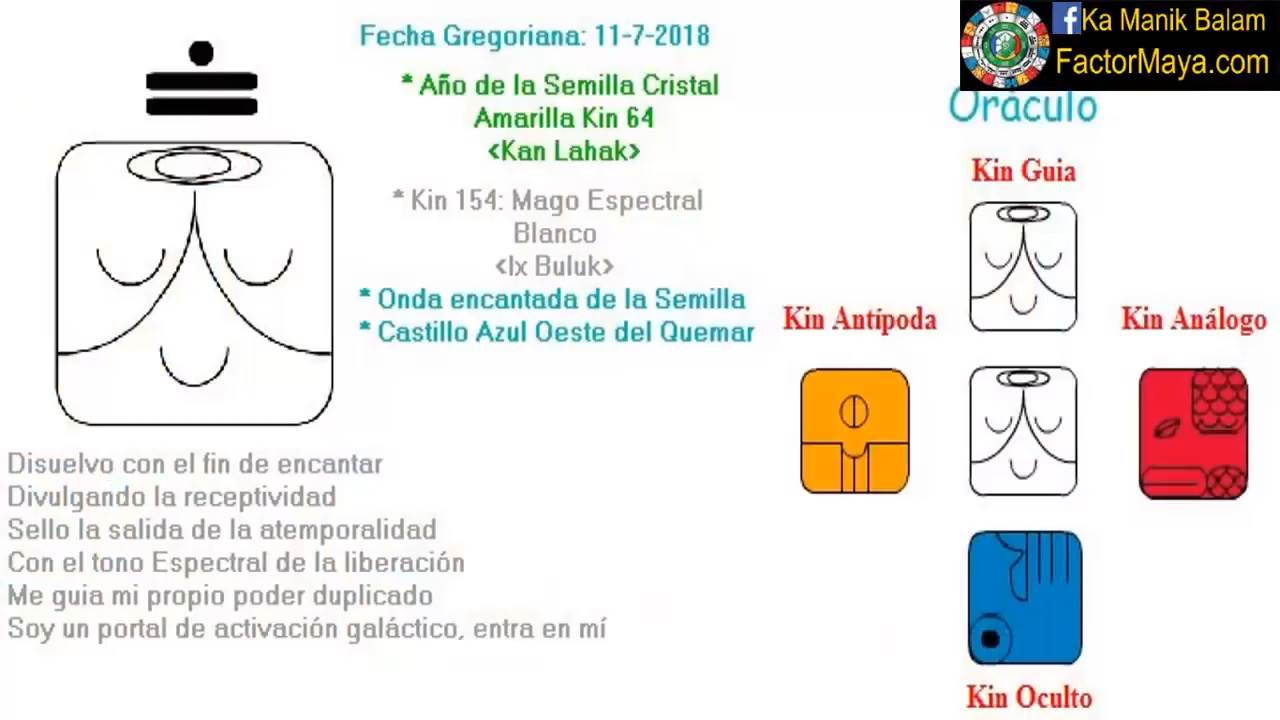 Fecha Gregoriana: 11-7-2018
* Año de la Semilla Cristal
Amarilla Kin 64
<Kan Lahak>
* Kin 154: Mago Espectral
Blanco
<Ix Buluk>
* Onda encantada de la Semilla
* Castillo Azul Oeste del Quemar
Disuelvo con el fin de encantar
Divulgando la receptividad
Sello la salida de la atemporalidad
Con el tono Espectral de la liberación
Me guia mi propio poder duplicado
Soy un portal de activación galáctico, entra en mí
f Ka Manik Balam
FactorMaya.com
Oráculo
Kin Guia
Kin Antípoda
Kin Análogo
Kin Oculto